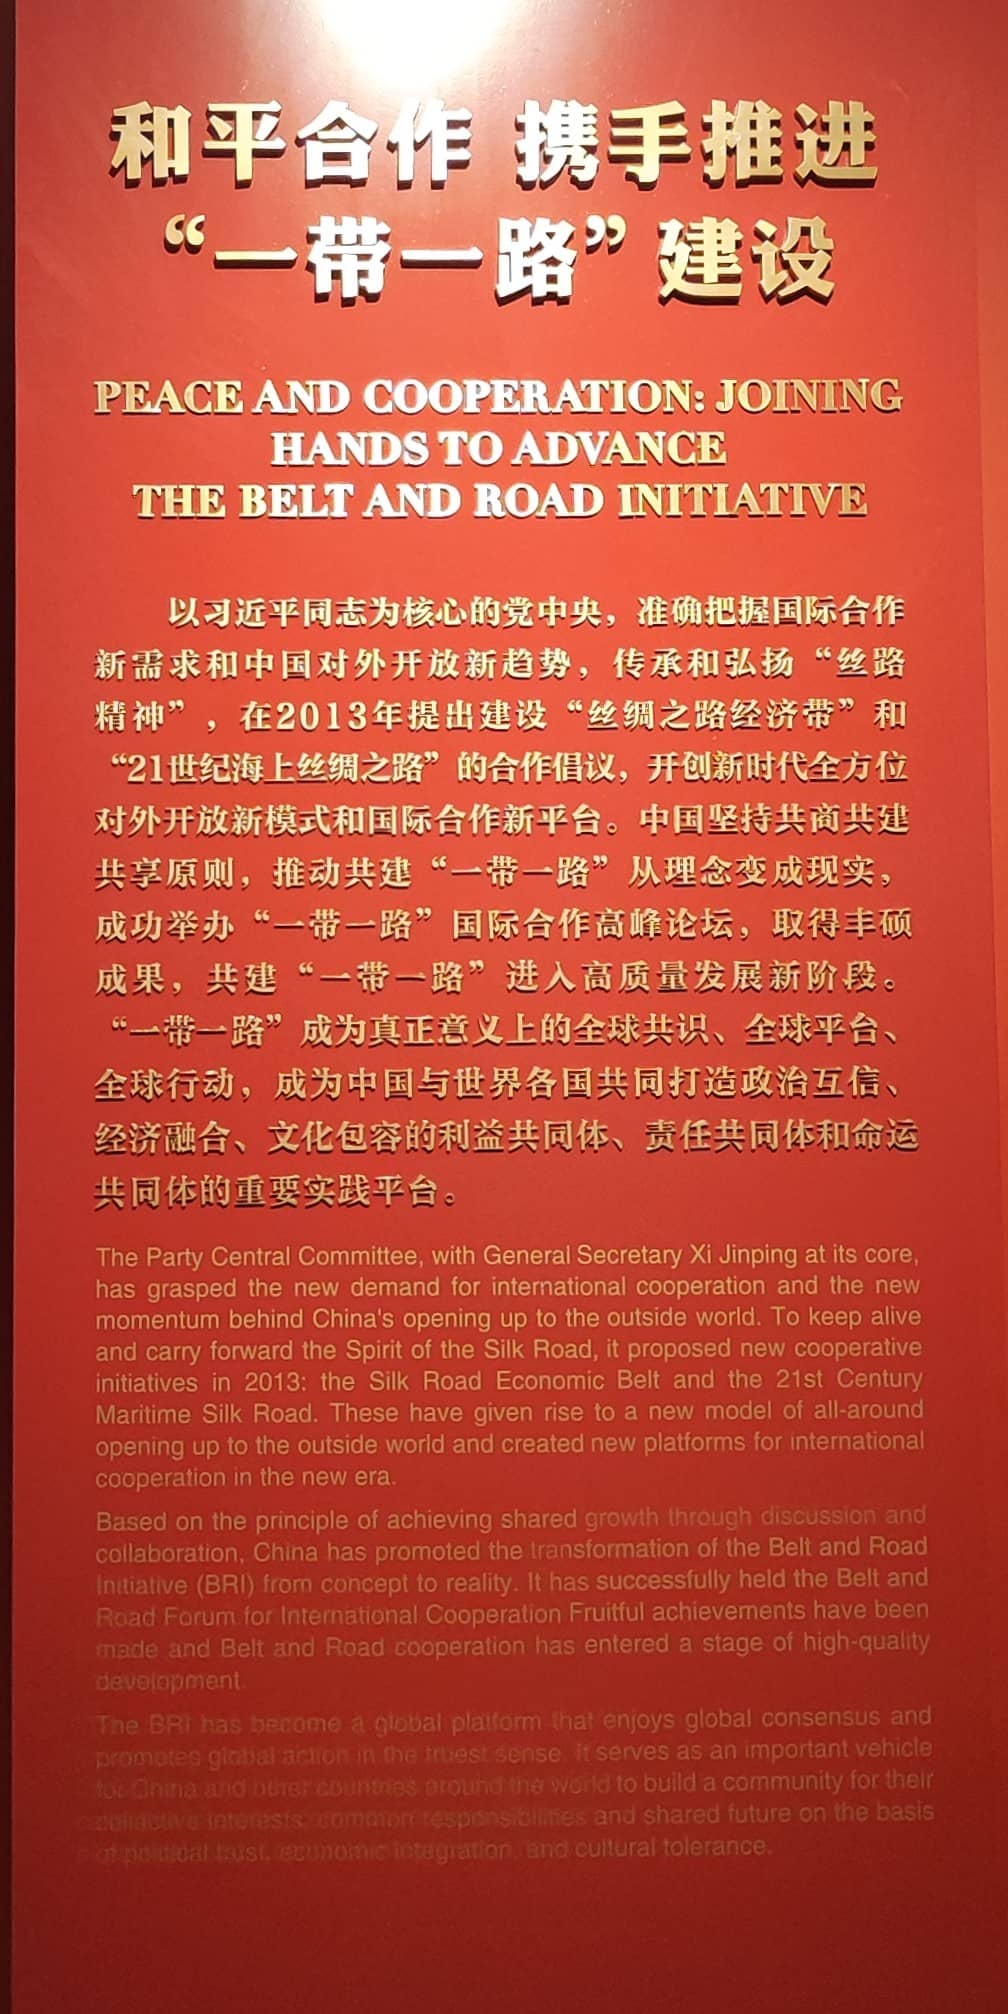 和平合作 携手推进
“一带一路”建设
PEACE AND COOPERATION: JOINING
HANDS TO ADVANCE
THE BELT AND ROAD INITIATIVE
以习近平同志为核心的党中央，准确把握国际合作
新需求和中国对外开放新趋势，传承和弘扬“丝路
精神”，在2013年提出建设“丝绸之路经济带”和
“21世纪海上丝绸之路”的合作倡议，开创新时代全方位
对外开放新模式和国际合作新平台。中国坚持共商共建
共享原则，推动共建“一带一路”从理念变成现实，
成功举办“一带一路”国际合作高峰论坛，取得丰硕
成果，共建“一带一路”进入高质量发展新阶段。
“一带一路”成为真正意义上的全球共识、全球平台、
全球行动，成为中国与世界各国共同打造政治互信、
经济融合、文化包容的利益共同体、责任共同体和命运
共同体的重要实践平台。
The Party Central Committee, with General Secretary Xi Jinping at its core,
has grasped the new demand for international cooperation and the new
momentum behind China's opening up to the outside world. To keep alive
and carry forward the Spirit of the Silk Road, it proposed new cooperative
initiatives in 2013: the Silk Road Economic Belt and the 21st Century
Maritime Silk Road. These have given rise to a new model of all-around
opening up to the outside world and created new platforms for international
cooperation in the new era.
Based on the principle of achieving shared growth through discussion and
collaboration, China has promoted the transformation of the Belt and Road
Initiative (BRI) from concept to reality. It has successfully held the Belt and
Road Forum for International Cooperation Fruitful achievements have been
made and Belt and Road cooperation has entered a stage of high-quality
development.
The BRI has become a global platform that enjoys global consensus and
promotes global action in the truest sense. It serves as an important vehicle
for China and other countries around the world to build a community for their
collective interests, common responsibilities and shared future on the basis
of political trust, economic integration, and cultural tolerance.